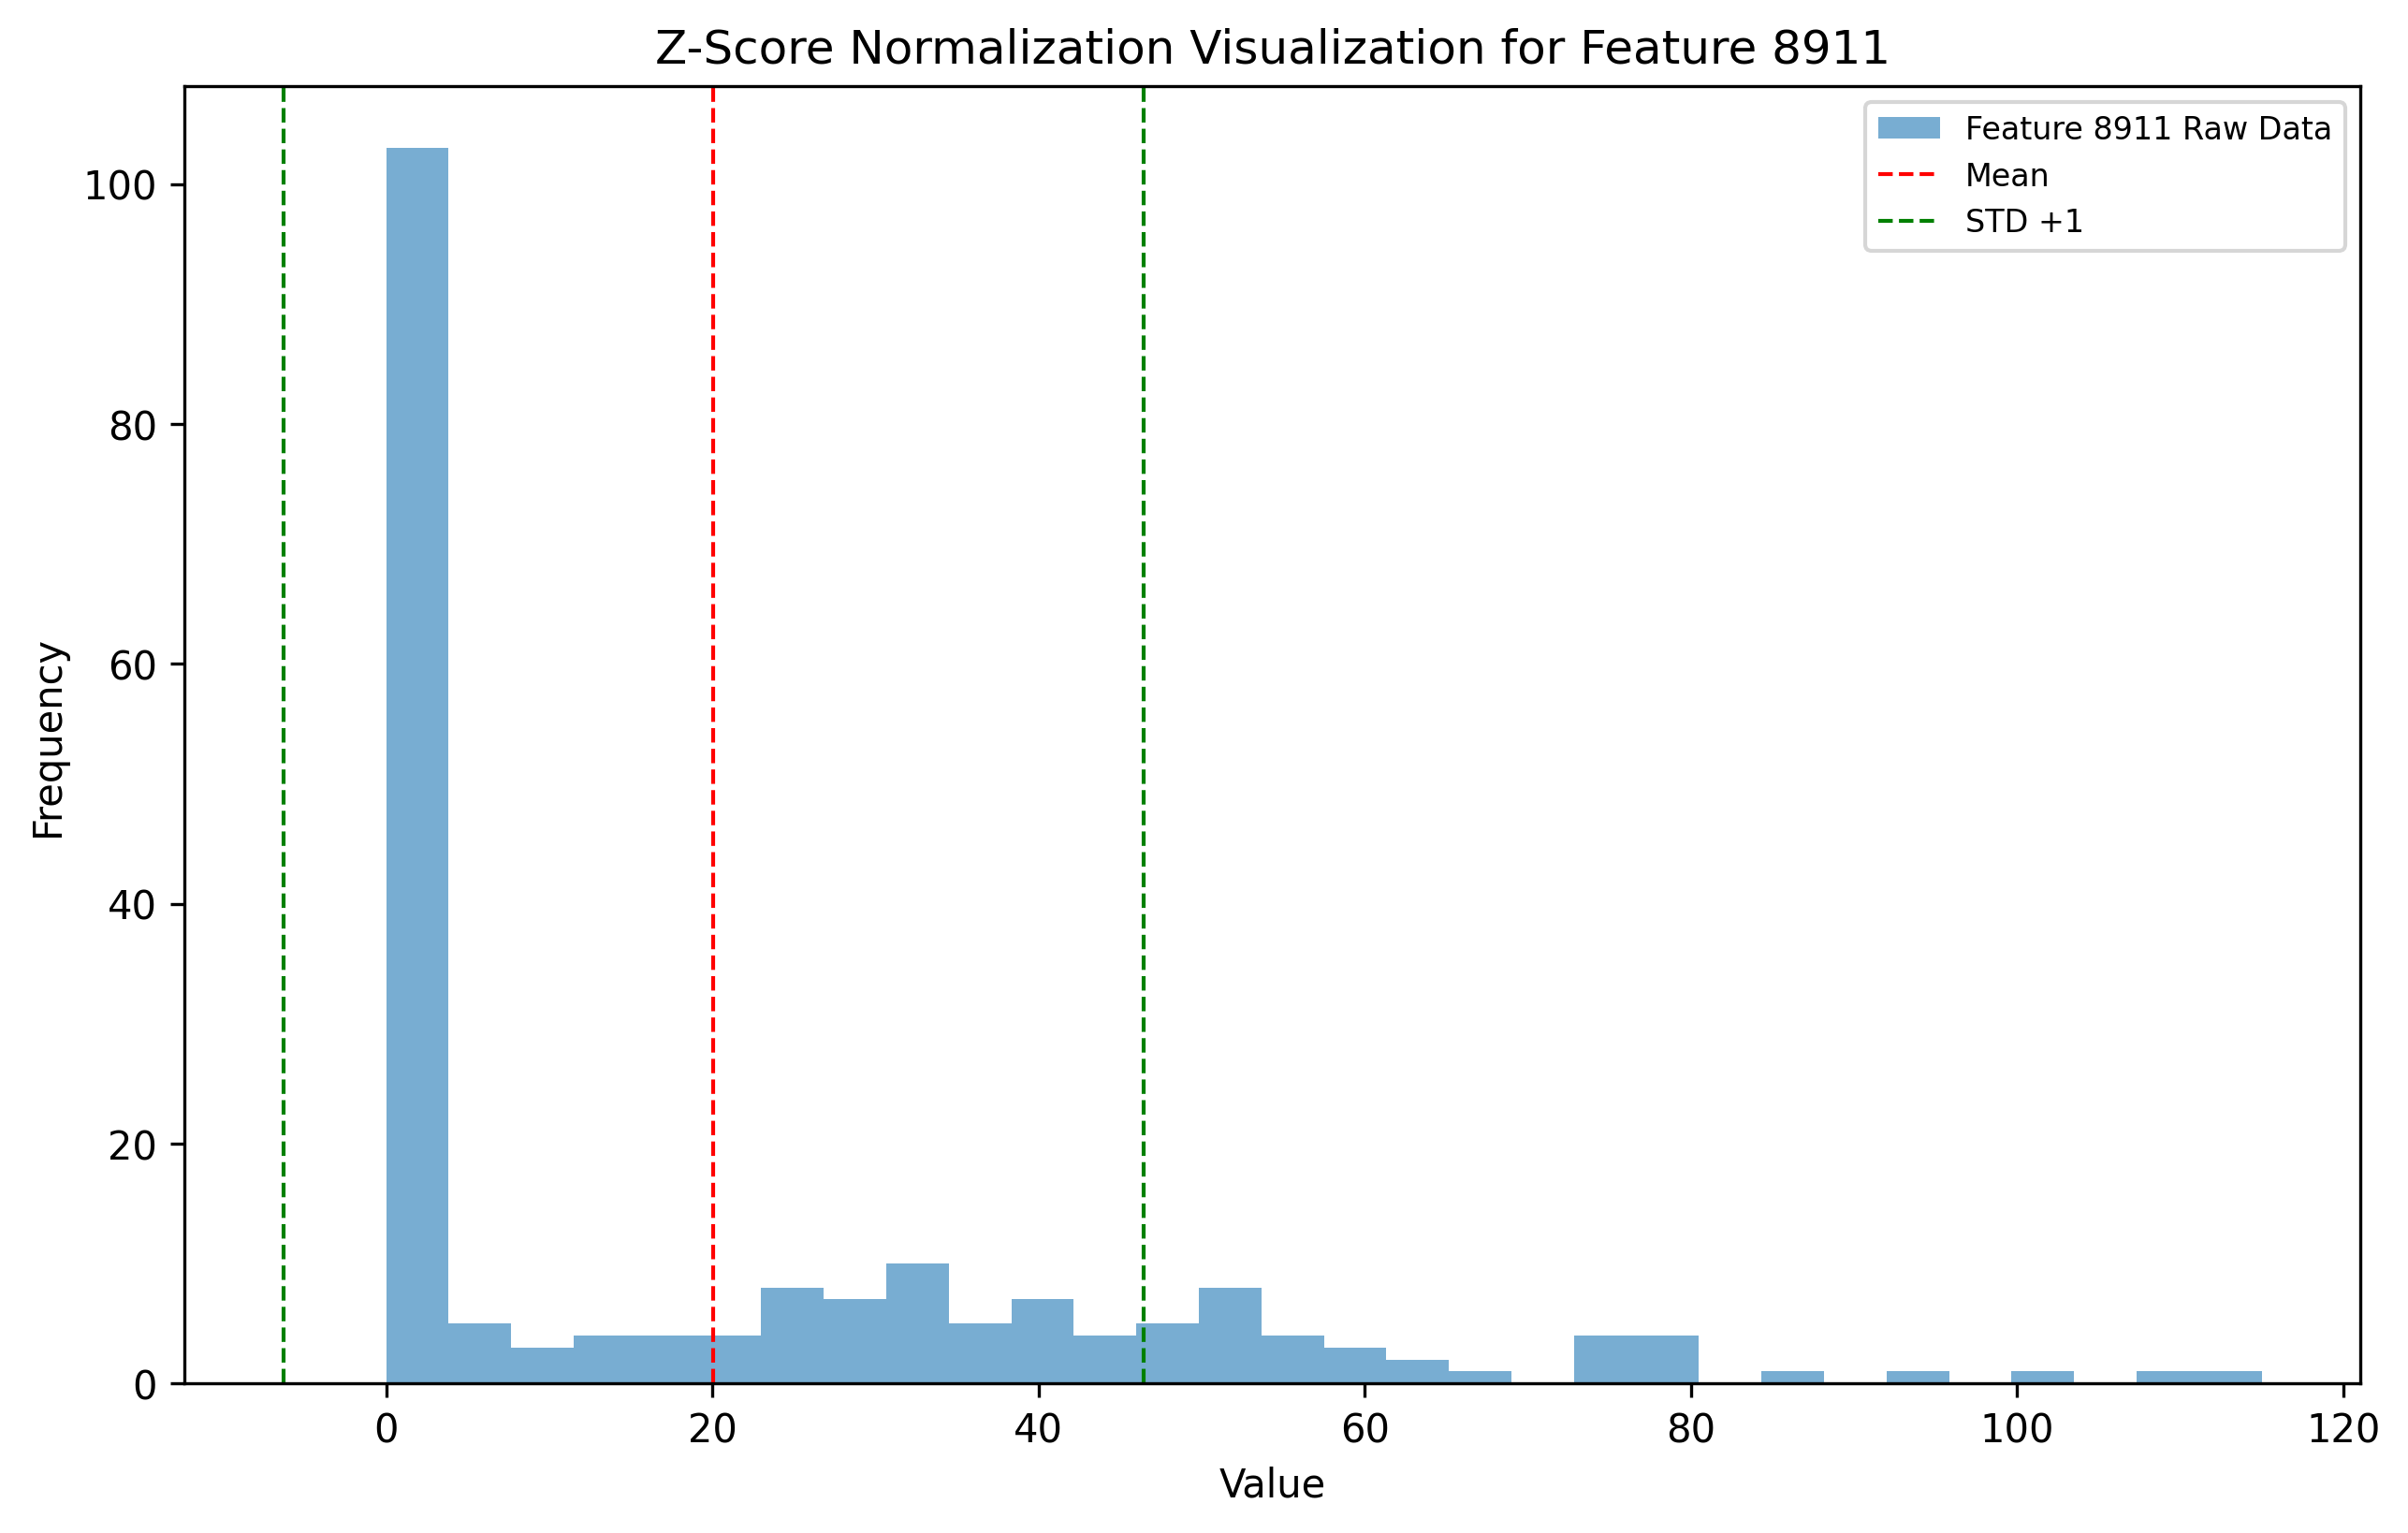 Z-Score Normalization Visualization for Feature 8911
Feature 8911 Raw Data
Mean
STD +1
100
80
60
40
20
0
Frequency
0 20 40 60 80 100 120
Value